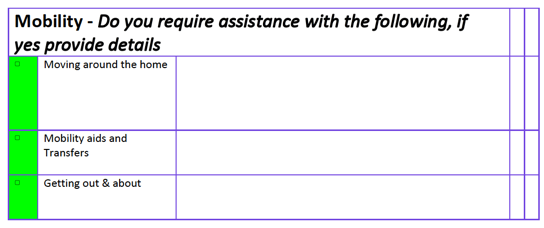 Mobility - Do you require assistance with the following, if
yes provide details
Moving around the home
Mobility aids and
Transfers
Getting out & about